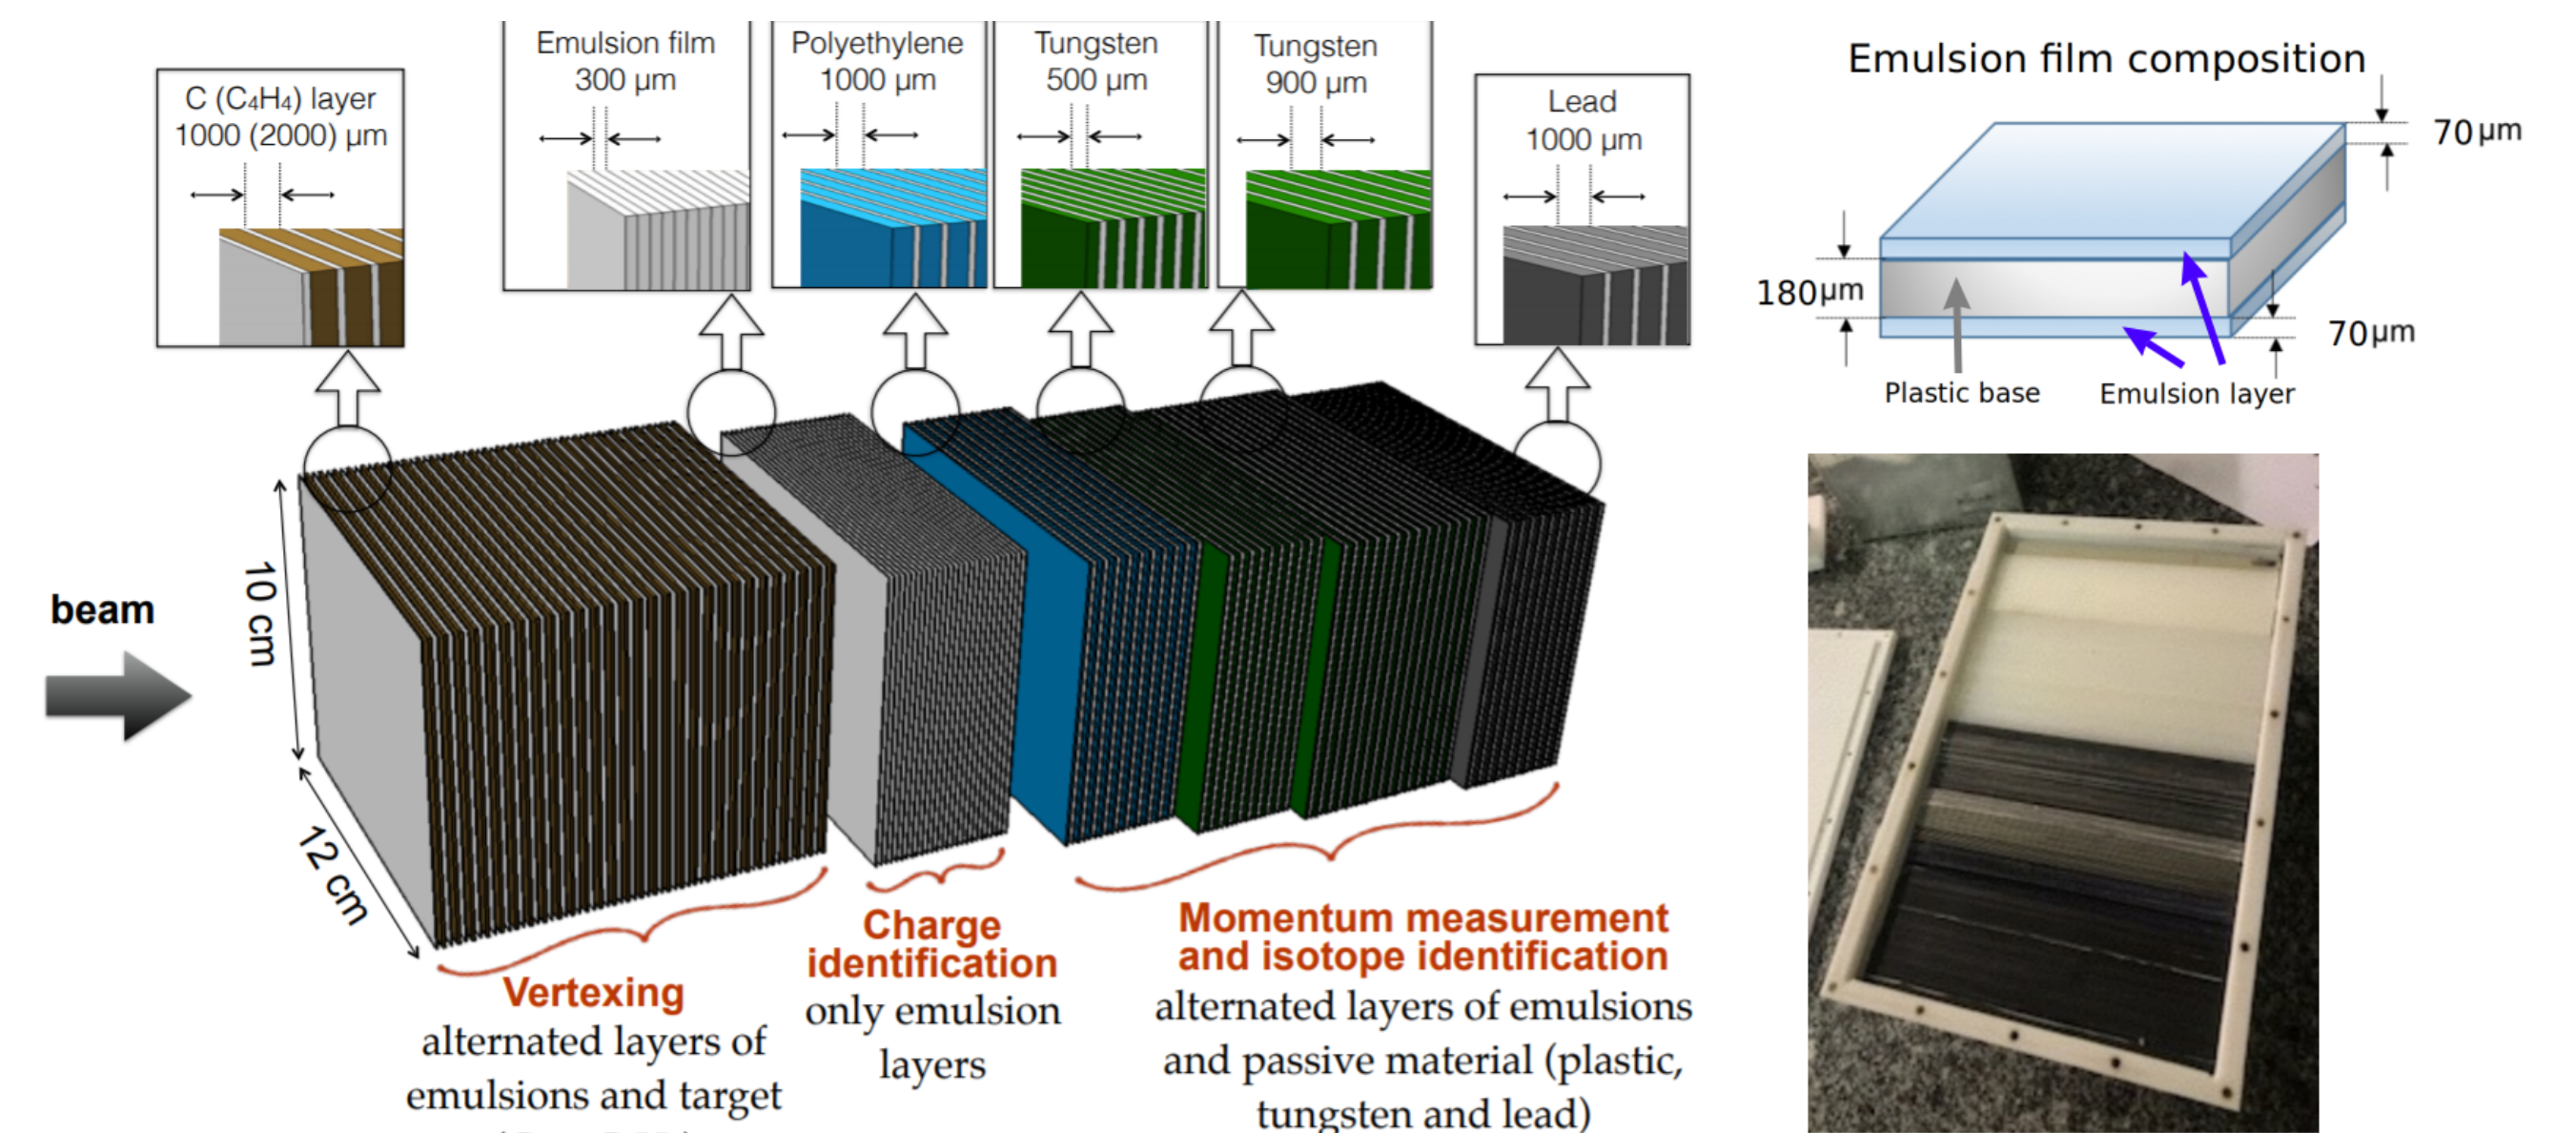 C (C₄H₄) layer
1000 (2000) µm
Emulsion film
300 µm
Polyethylene
1000 µm
Tungsten
500 µm
Tungsten
900 µm
Lead
1000 µm
beam
10 cm
12 cm
Vertexing
alternated layers of
emulsions and target
Charge
identification
only emulsion
layers
Momentum measurement
and isotope identification
alternated layers of emulsions
and passive material (plastic,
tungsten and lead)
Emulsion film composition
70 µm
180 µm
70 µm
Plastic base
Emulsion layer